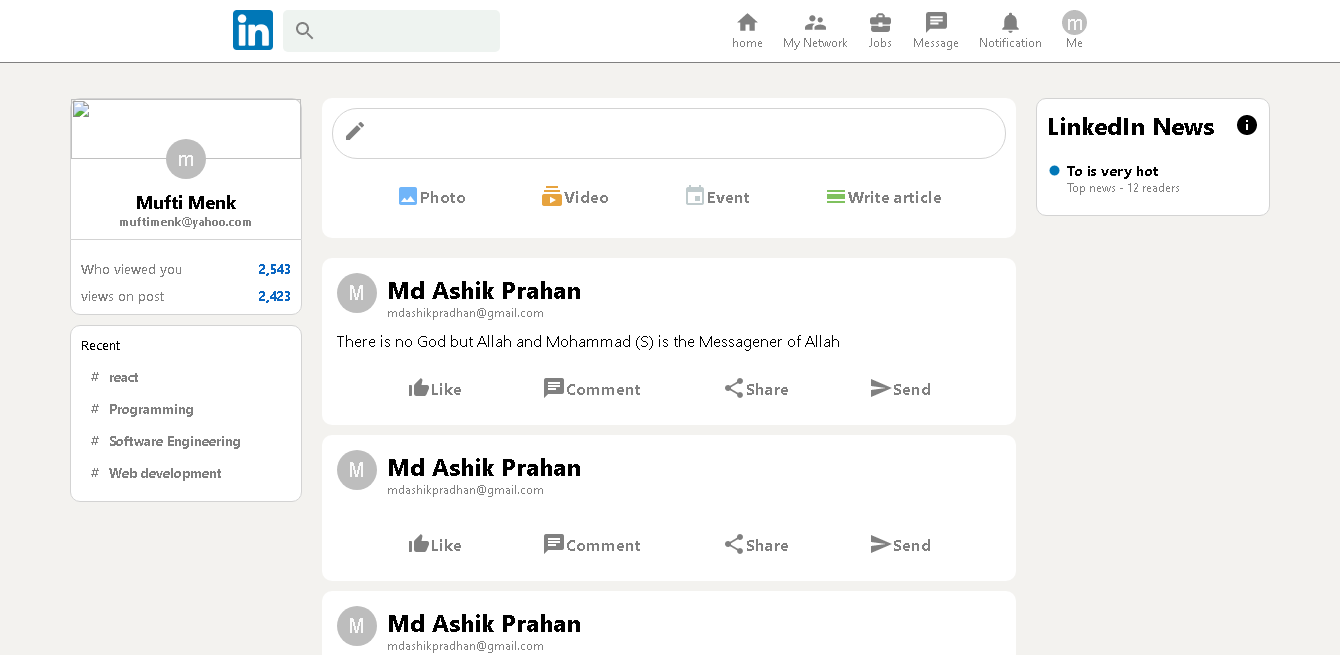 in
home
My Network
Jobs
Message
Notification
m
Me
m
Mufti Menk
muftimenk@yahoo.com
Who viewed you 2,543
views on post 2,423
Recent
# react
# Programming
# Software Engineering
# Web development
Photo
Video
Event
Write article
M
Md Ashik Prahan
mdashikpradhan@gmail.com
There is no God but Allah and Mohammad (S) is the Messagener of Allah
Like
Comment
Share
Send
M
Md Ashik Prahan
mdashikpradhan@gmail.com
Like
Comment
Share
Send
M
Md Ashik Prahan
mdashikpradhan@gmail.com
LinkedIn News
To is very hot
Top news - 12 readers